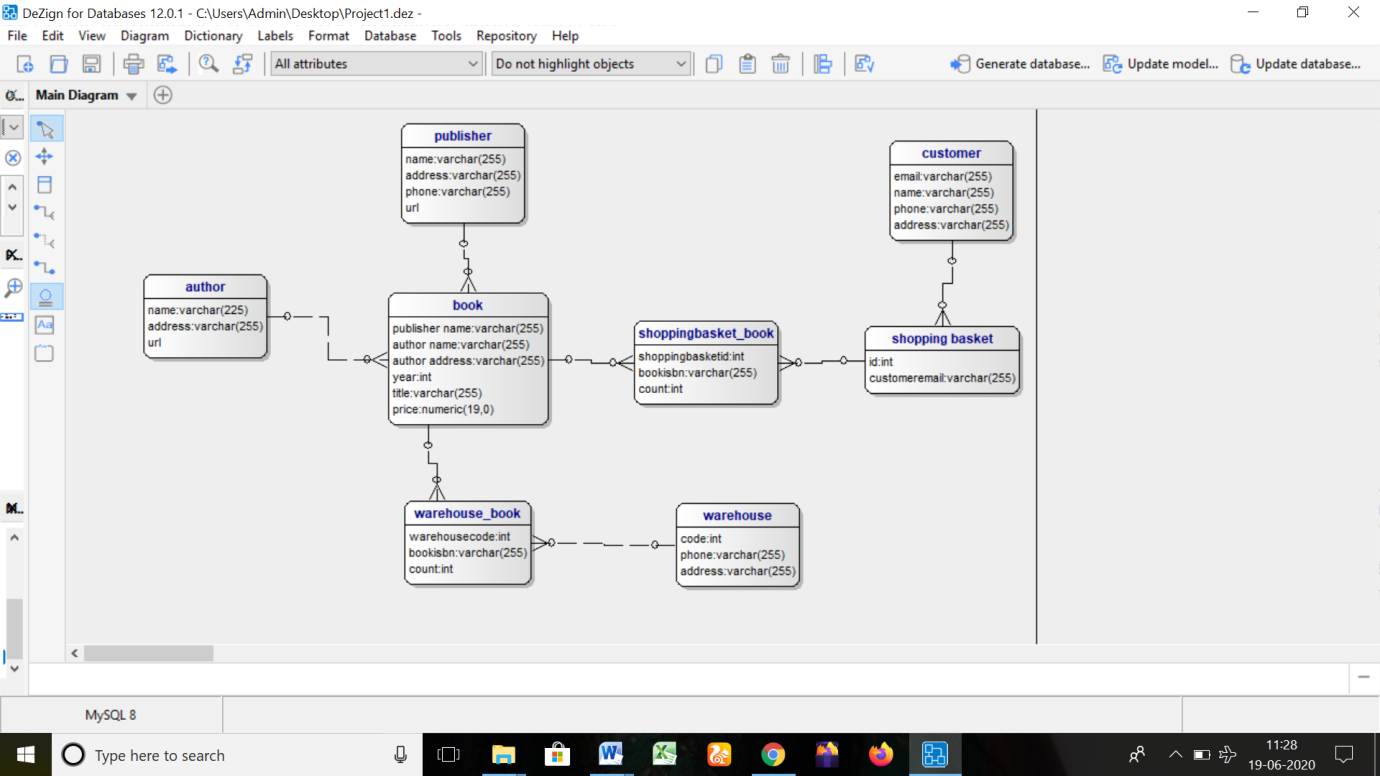 DeZign for Databases 12.0.1 - C:\Users\Admin\Desktop\Project1.dez -
File Edit View Diagram Dictionary Labels Format Database Tools Repository Help
All attributes
Do not highlight objects
Generate database...
Update model...
Update database...
Main Diagram
publisher
name:varchar(255)
address:varchar(255)
phone:varchar(255)
url
customer
email:varchar(255)
name:varchar(255)
phone:varchar(255)
address:varchar(255)
author
name:varchar(225)
address:varchar(255)
url
book
publisher name:varchar(255)
author name:varchar(255)
author address:varchar(255)
year:int
title:varchar(255)
price:numeric(19,0)
shoppingbasket_book
shoppingbasketid:int
bookisbn:varchar(255)
count:int
shopping basket
id:int
customeremail:varchar(255)
warehouse_book
warehousecode:int
bookisbn:varchar(255)
count:int
warehouse
code:int
phone:varchar(255)
address:varchar(255)
Aa
MySQL 8
Type here to search
11:28
19-06-2020